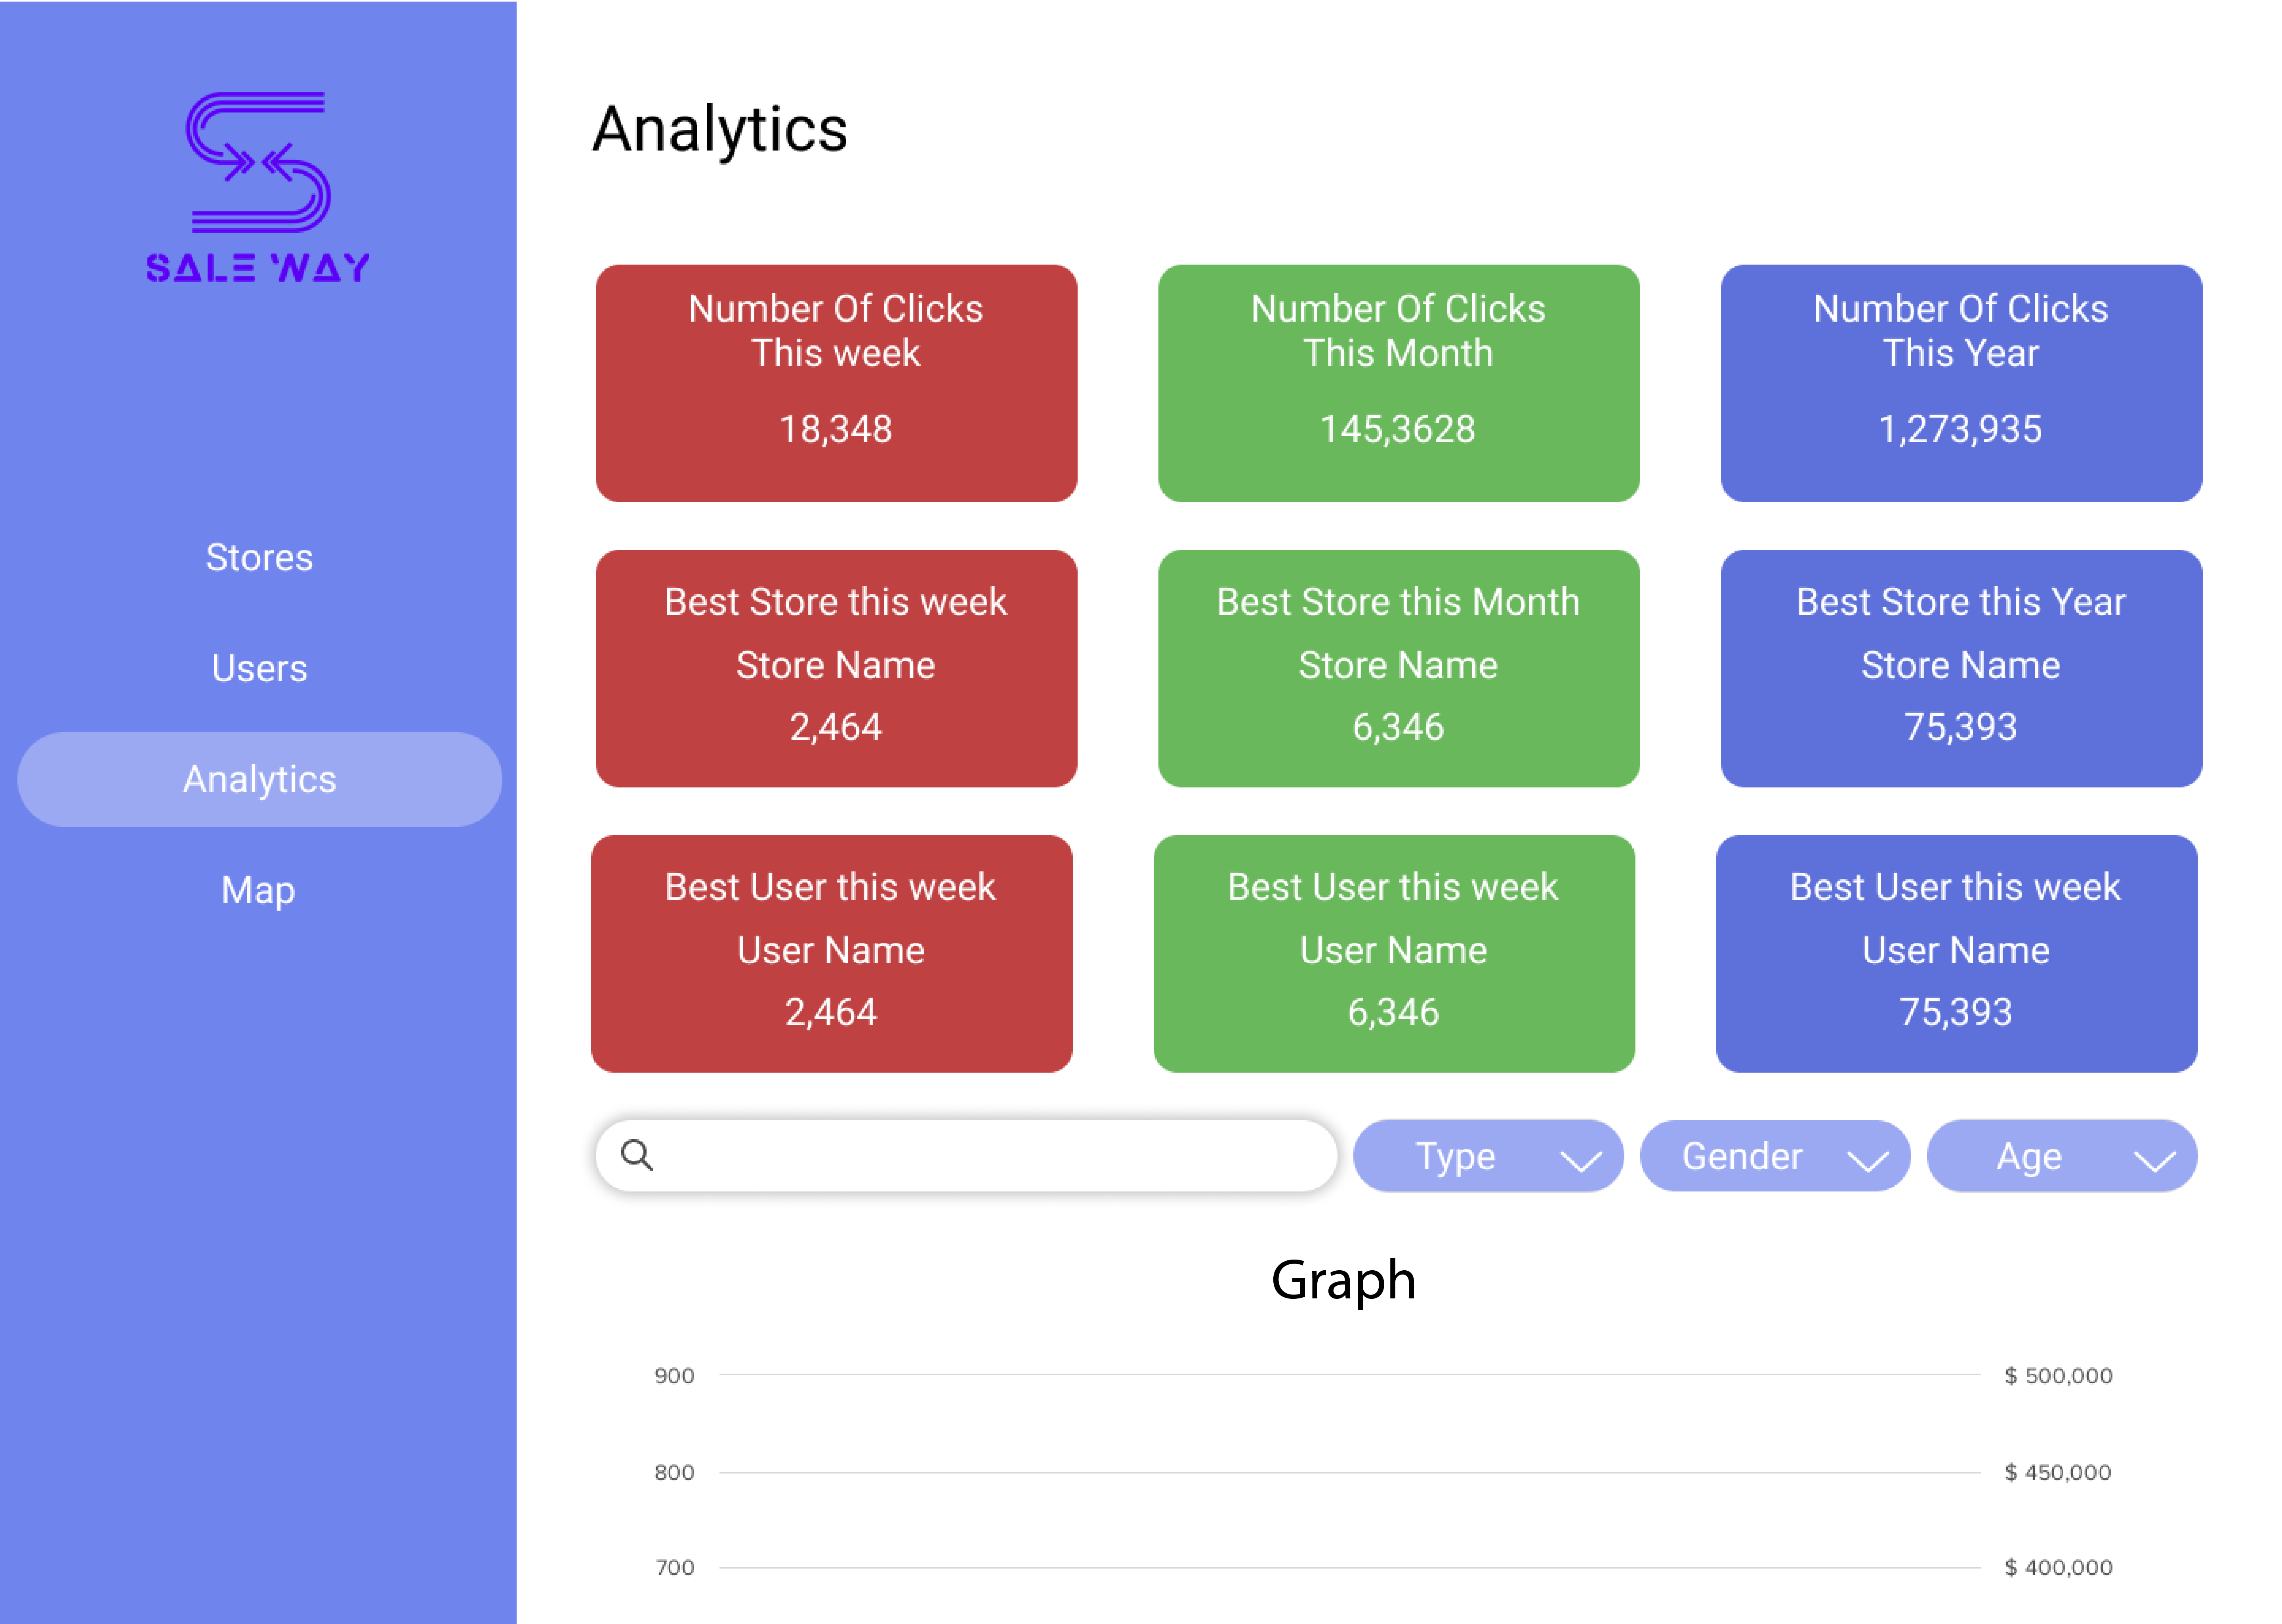 SALE WAY
Stores
Users
Analytics
Map
Analytics
Number Of Clicks
This week
18,348
Number Of Clicks
This Month
145,3628
Number Of Clicks
This Year
1,273,935
Best Store this week
Store Name
2,464
Best Store this Month
Store Name
6,346
Best Store this Year
Store Name
75,393
Best User this week
User Name
2,464
Best User this week
User Name
6,346
Best User this week
User Name
75,393
Type
Gender
Age
Graph
900
$ 500,000
800
$ 450,000
700
$ 400,000